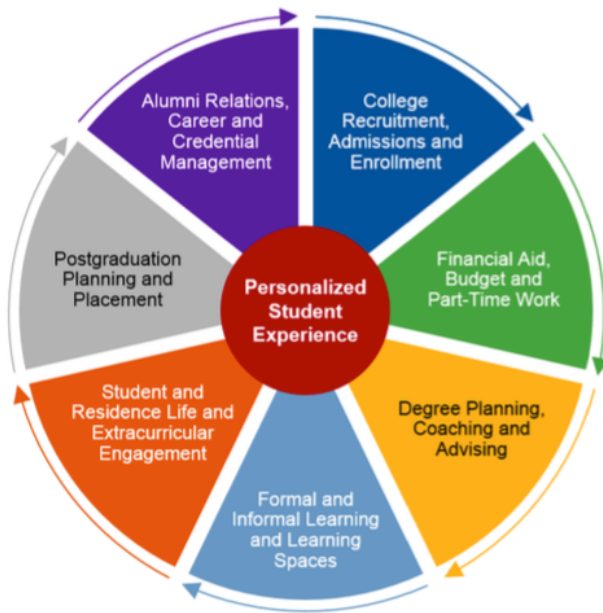 Alumni Relations,
Career and
Credential
Management
College
Recruitment,
Admissions and
Enrollment
Financial Aid,
Budget and
Part-Time Work
Degree Planning,
Coaching and
Advising
Formal and
Informal Learning
and Learning
Spaces
Student and
Residence Life and
Extracurricular
Engagement
Postgraduation
Planning and
Placement
Personalized
Student
Experience